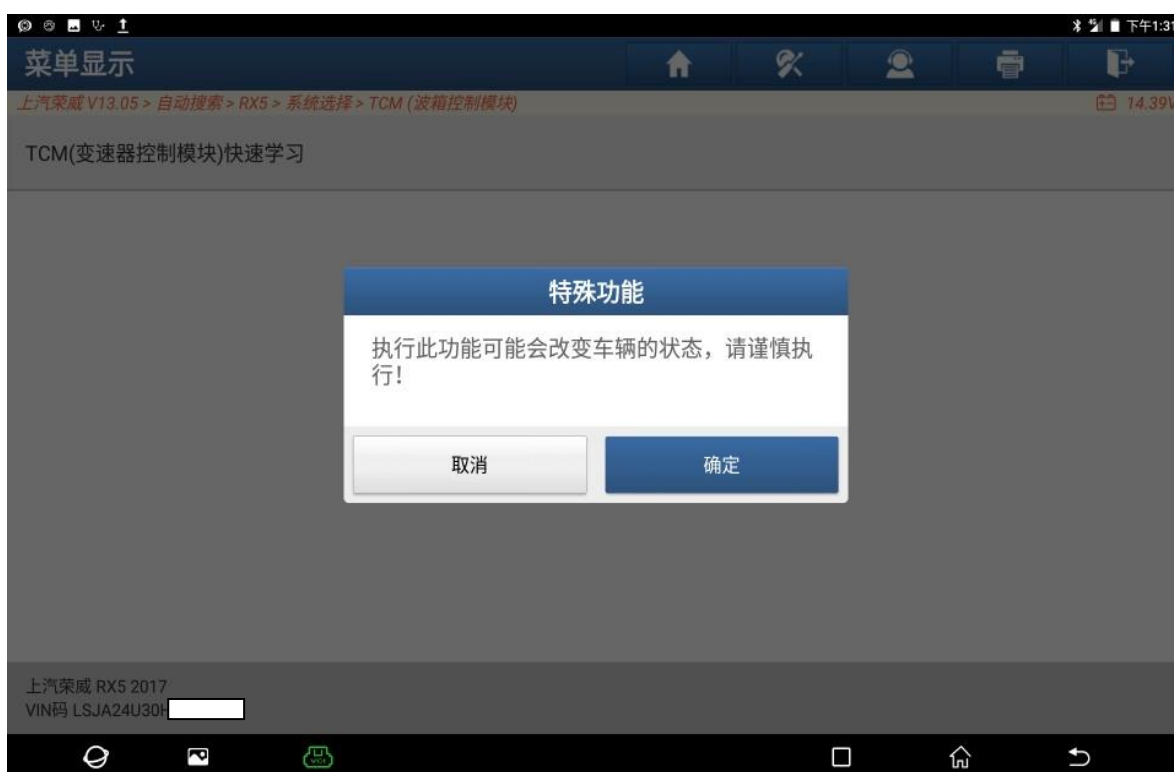 下午1:31
菜单显示
上汽荣威 V13.05 > 自动搜索 > RX5 > 系统选择 > TCM (波箱控制模块)
14.39V
TCM(变速器控制模块)快速学习
特殊功能
执行此功能可能会改变车辆的状态，请谨慎执
行！
取消
确定
上汽荣威 RX5 2017
VIN码 LSJA24U30H
VCI